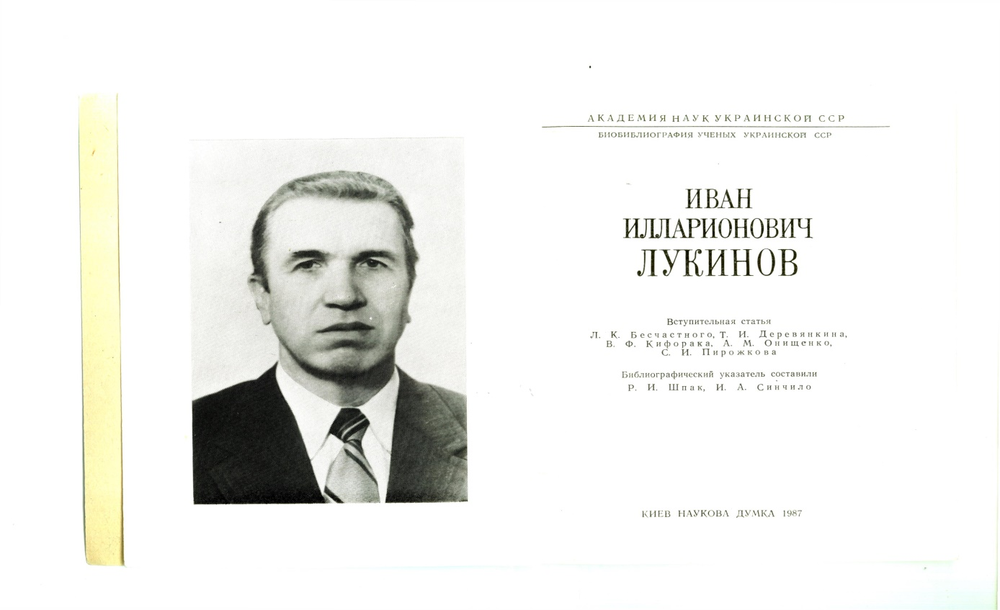 АКАДЕМИЯ НАУК УКРАИНСКОЙ ССР
БИОБИБЛИОГРАФИЯ УЧЕНЫХ УКРАИНСКОЙ ССР
ИВАН
ИЛЛАРИОНОВИЧ
ЛУКИНОВ
Вступительная статья
Л. К. Бесчастного, Т. И. Деревянкина,
В. Ф. Кифорака, А. М. Онищенко,
С. И. Пирожкова
Библиографический указатель составили
Р. И. Шпак, И. А. Синчило
КИЕВ НАУКОВА ДУМКА 1987